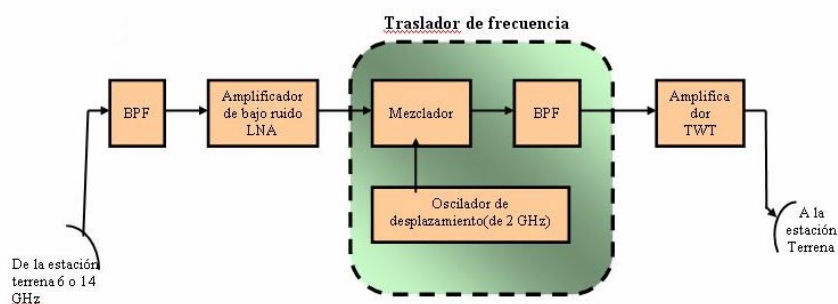 Traslador de frecuencia
BPF
Amplificador
de bajo ruido
LNA
Mezclador
BPF
Amplifica
dor
TWT
Oscilador de
desplazamiento(de 2 GHz)
De la estación
terrena 6 o 14
GHz
A la
estación
Terrena